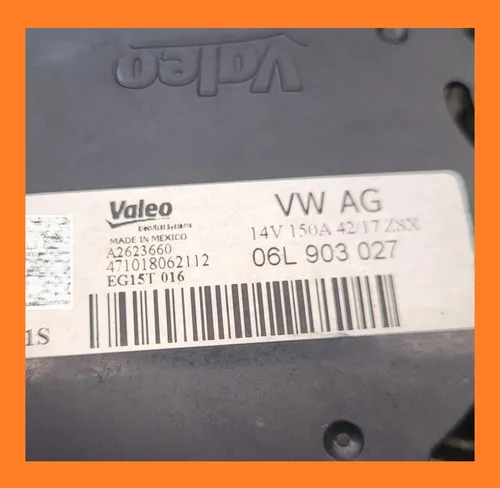 Valeo
Valeo
Electrical Systems
MADE IN MEXICO
A2623660
471018062112
EG15T 016
VW AG
14V 150A 42/17 ZSX
06L 903 027
1S